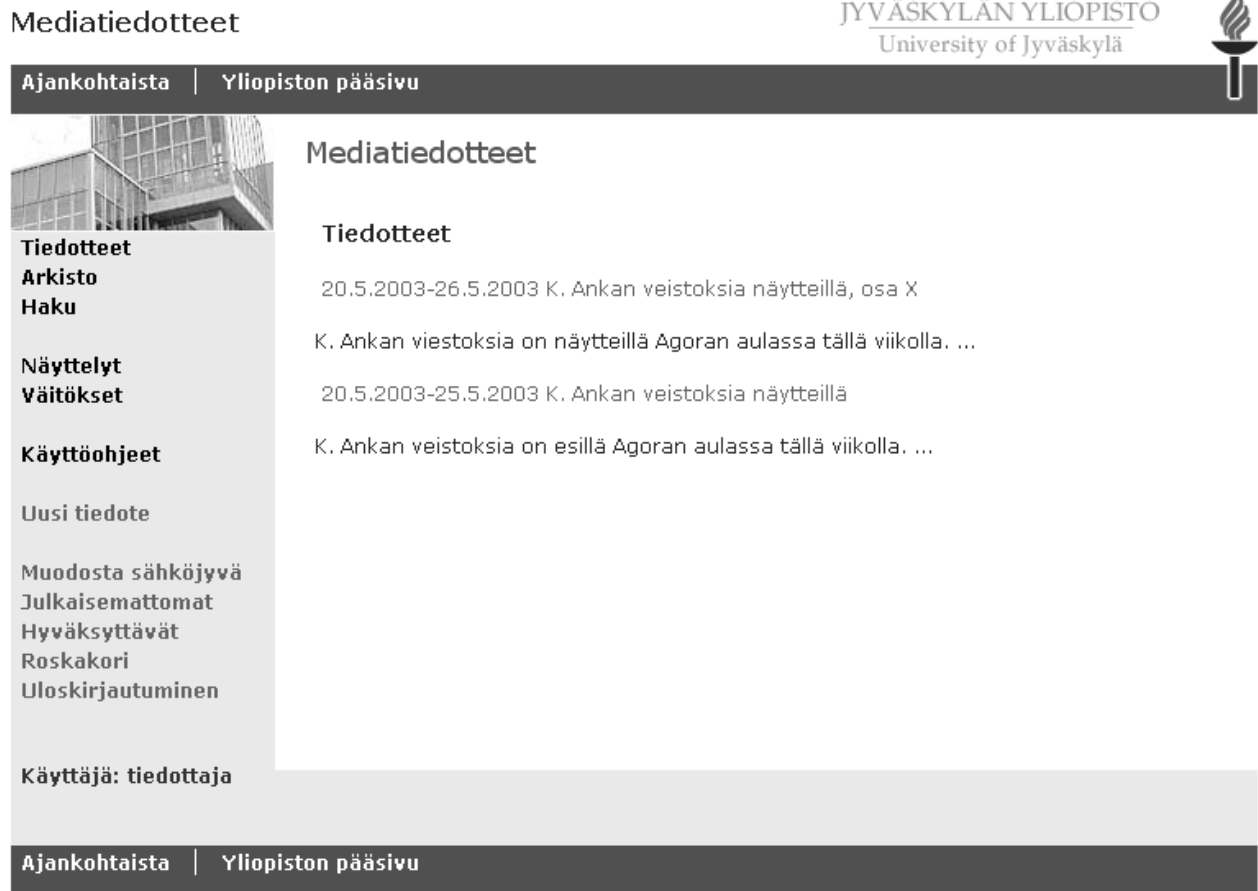 Mediatiedotteet
JYVÄSKYLÄN YLIOPISTO
University of Jyväskylä
Ajankohtaista | Yliopiston pääsivu
Mediatiedotteet
Tiedotteet
20.5.2003-26.5.2003 K. Ankan veistoksia näytteillä, osa X
K. Ankan viestoksia on näytteillä Agoran aulassa tällä viikolla. ...
20.5.2003-25.5.2003 K. Ankan veistoksia näytteillä
K. Ankan veistoksia on esillä Agoran aulassa tällä viikolla. ...
Tiedotteet
Arkisto
Haku
Näyttelyt
Väitökset
Käyttöohjeet
Uusi tiedote
Muodosta sähköjyvä
Julkaisemattomat
Hyväksyttävät
Roskakori
Uloskirjautuminen
Käyttäjä: tiedottaja
Ajankohtaista | Yliopiston pääsivu